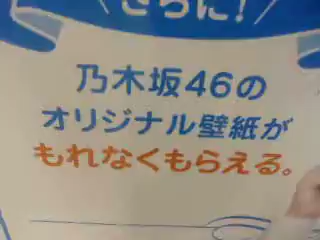 さらに!
乃木坂46の
オリジナル壁紙が
もれなくもらえる。